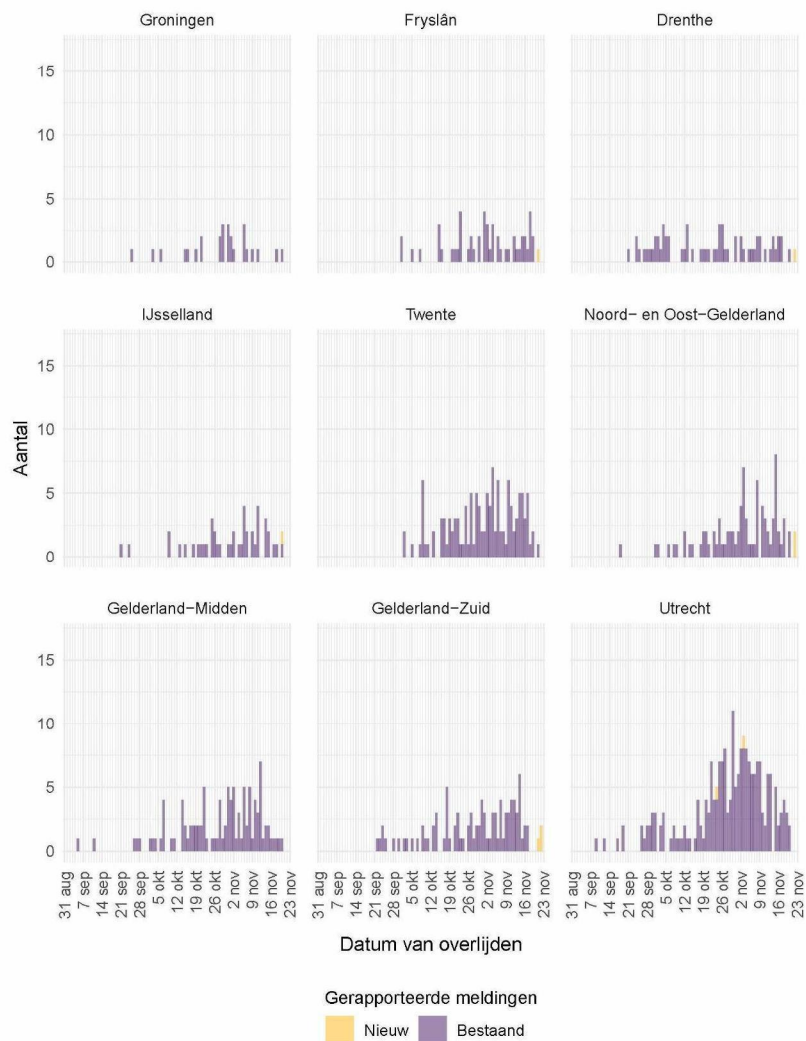 Groningen Fryslân Drenthe
15
10
5
0
IJsselland Twente Noord- en Oost-Gelderland
15
10
5
0
Aantal
Gelderland-Midden Gelderland-Zuid Utrecht
15
10
5
0
31 aug 7 sep 14 sep 21 sep 28 sep 5 okt 12 okt 19 okt 26 okt 2 nov 9 nov 16 nov 23 nov 31 aug 7 sep 14 sep 21 sep 28 sep 5 okt 12 okt 19 okt 26 okt 2 nov 9 nov 16 nov 23 nov 31 aug 7 sep 14 sep 21 sep 28 sep 5 okt 12 okt 19 okt 26 okt 2 nov 9 nov 16 nov 23 nov
Datum van overlijden
Gerapporteerde meldingen
Nieuw Bestaand